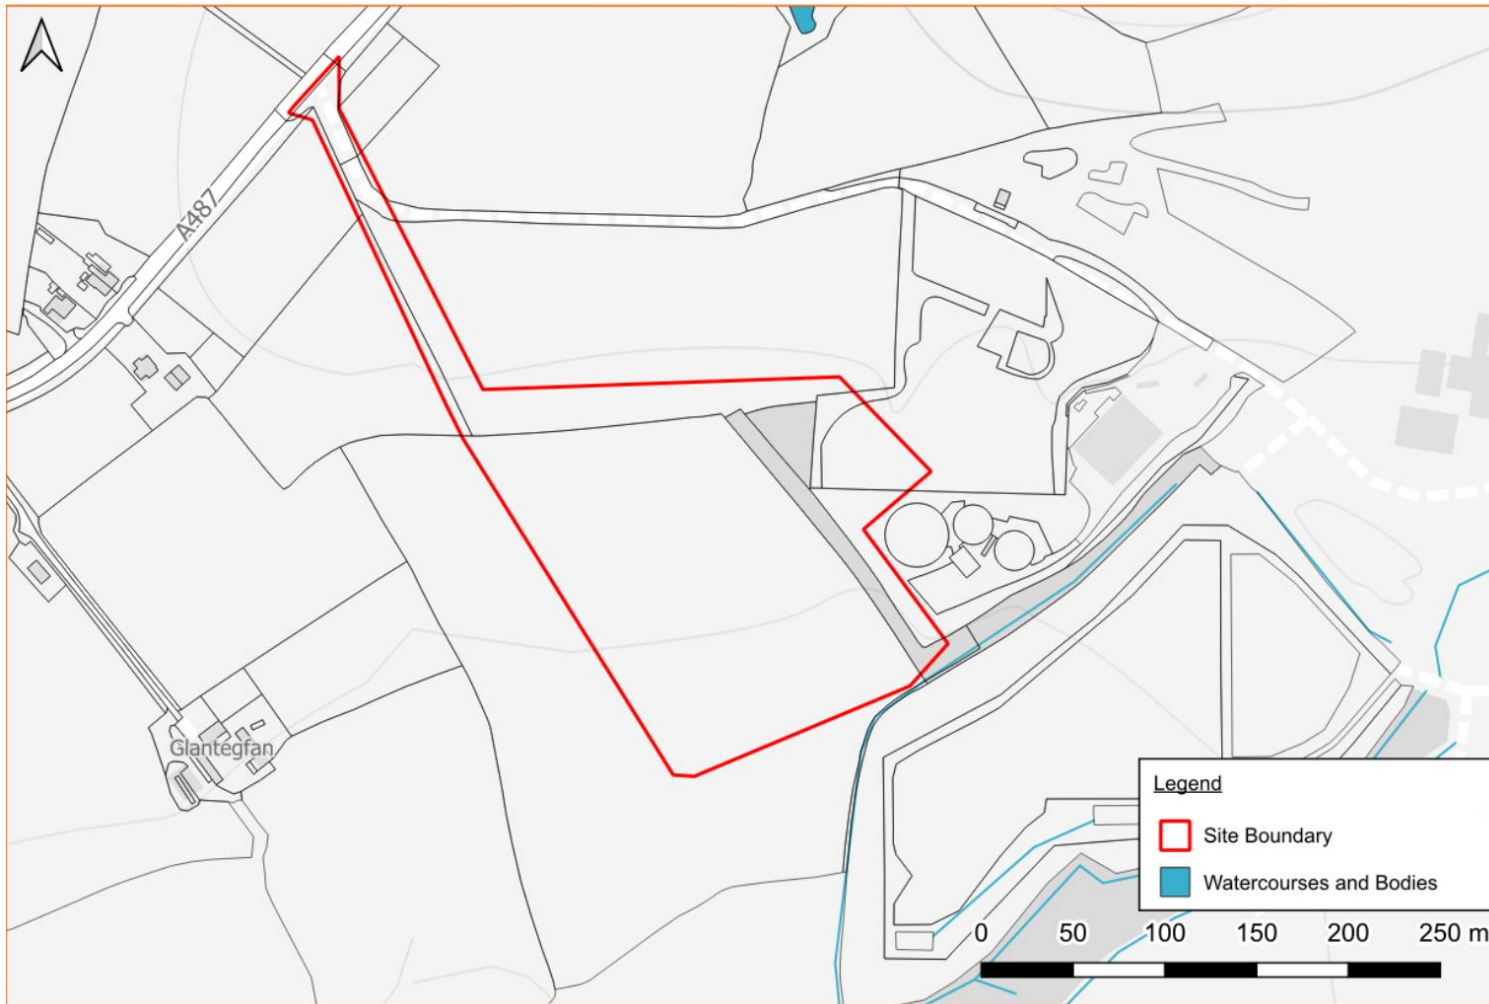 A487
Glantegfan
Legend
Site Boundary
Watercourses and Bodies
0 50 100 150 200 250 m